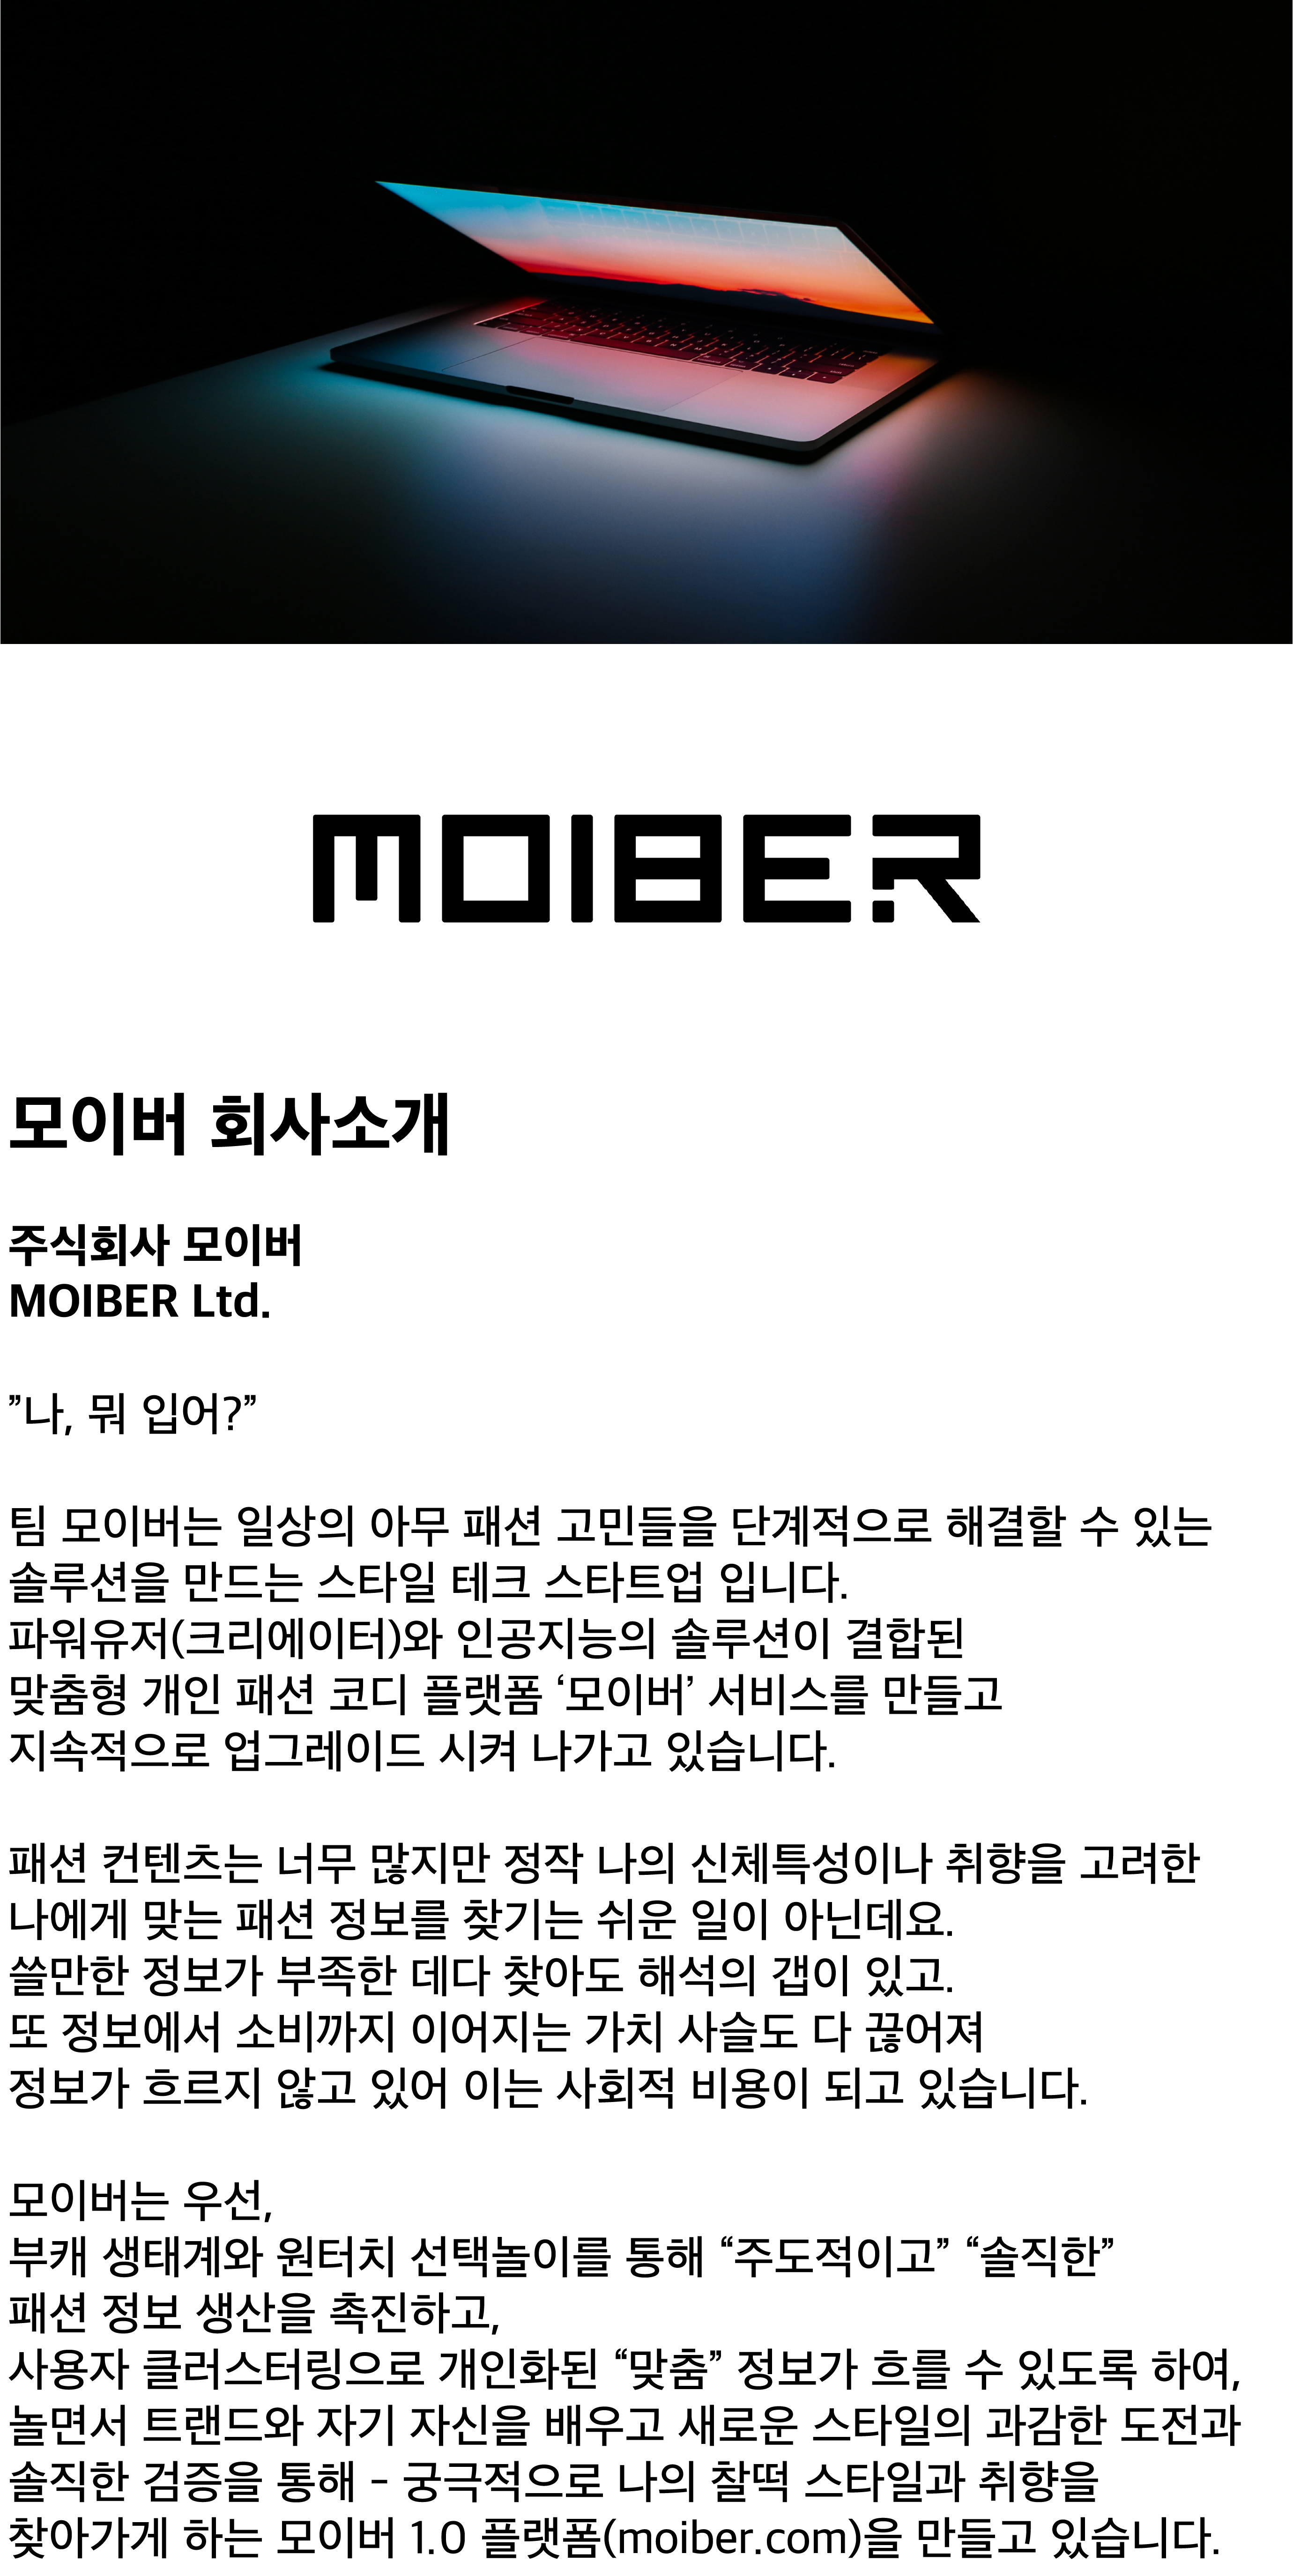 MOIBER
모이버 회사소개
주식회사 모이버
MOIBER Ltd.
”나, 뭐 입어?”
팀 모이버는 일상의 아무 패션 고민들을 단계적으로 해결할 수 있는
솔루션을 만드는 스타일 테크 스타트업 입니다.
파워유저(크리에이터)와 인공지능의 솔루션이 결합된
맞춤형 개인 패션 코디 플랫폼 ‘모이버’ 서비스를 만들고
지속적으로 업그레이드 시켜 나가고 있습니다.
패션 컨텐츠는 너무 많지만 정작 나의 신체특성이나 취향을 고려한
나에게 맞는 패션 정보를 찾기는 쉬운 일이 아닌데요.
쓸만한 정보가 부족한 데다 찾아도 해석의 갭이 있고.
또 정보에서 소비까지 이어지는 가치 사슬도 다 끊어져
정보가 흐르지 않고 있어 이는 사회적 비용이 되고 있습니다.
모이버는 우선,
부캐 생태계와 원터치 선택놀이를 통해 “주도적이고” “솔직한”
패션 정보 생산을 촉진하고,
사용자 클러스터링으로 개인화된 “맞춤” 정보가 흐를 수 있도록 하여,
놀면서 트랜드와 자기 자신을 배우고 새로운 스타일의 과감한 도전과
솔직한 검증을 통해 - 궁극적으로 나의 찰떡 스타일과 취향을
찾아가게 하는 모이버 1.0 플랫폼(moiber.com)을 만들고 있습니다.